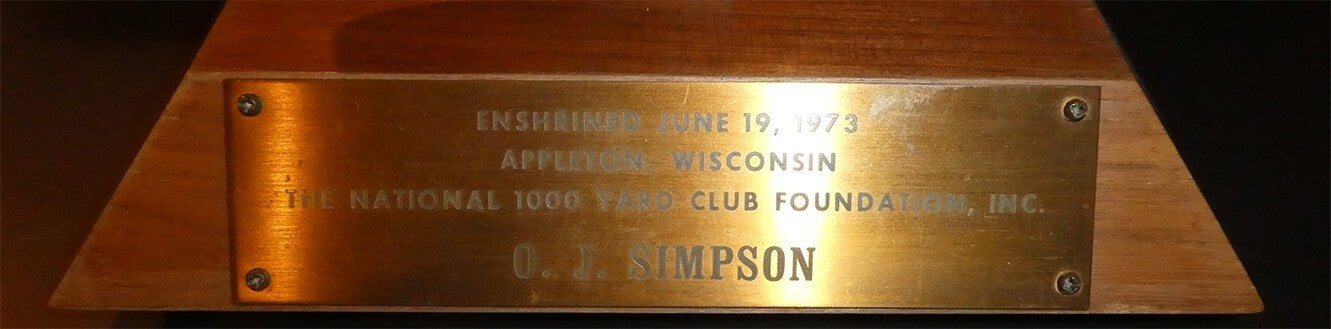 ENSHRINED JUNE 19, 1973
APPLETON, WISCONSIN
THE NATIONAL 1000 YARD CLUB FOUNDATION, INC.
O. J. SIMPSON